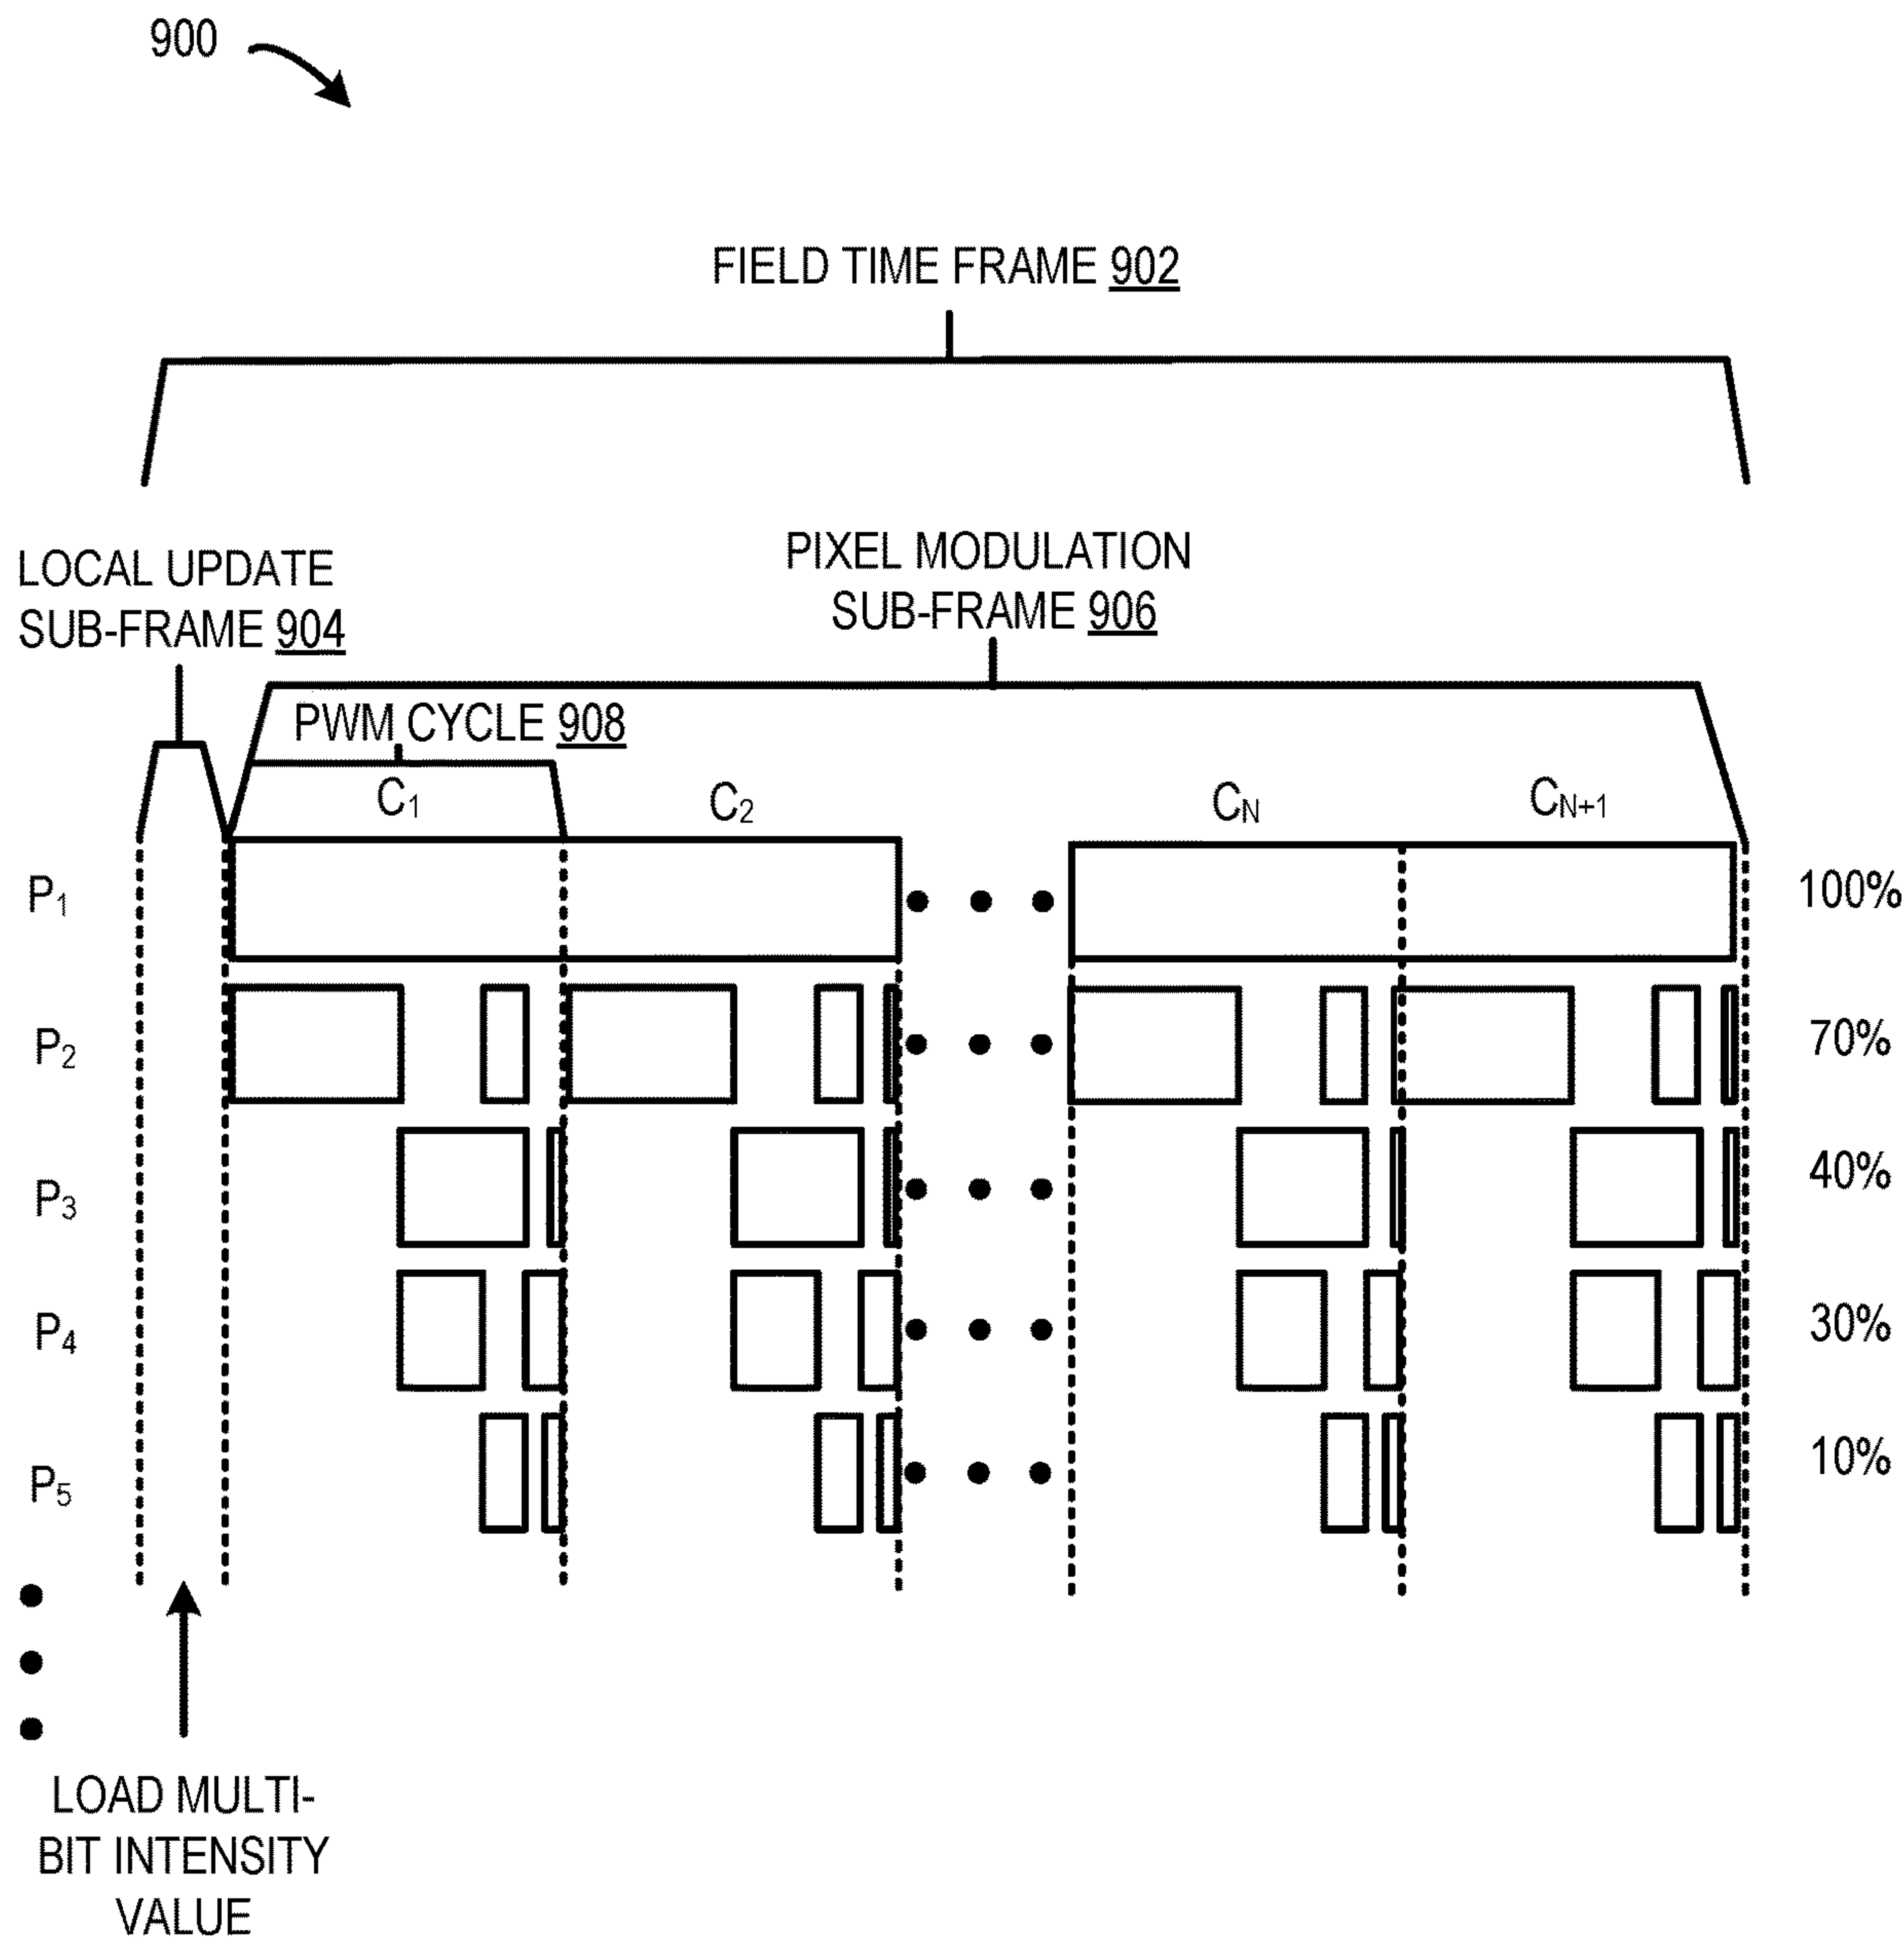 900
FIELD TIME FRAME 902
LOCAL UPDATE
SUB-FRAME 904
PIXEL MODULATION
SUB-FRAME 906
PWM CYCLE 908
C1
C2
CN
CN+1
P1
100%
P2
70%
P3
40%
P4
30%
P5
10%
LOAD MULTI-
BIT INTENSITY
VALUE